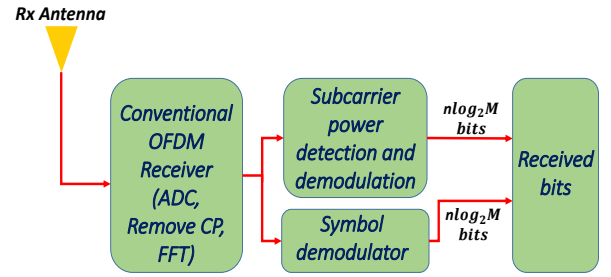 Rx Antenna
Conventional
OFDM
Receiver
(ADC,
Remove CP,
FFT)
Subcarrier
power
detection and
demodulation
Symbol
demodulator
nlog₂M
bits
nlog₂M
bits
Received
bits